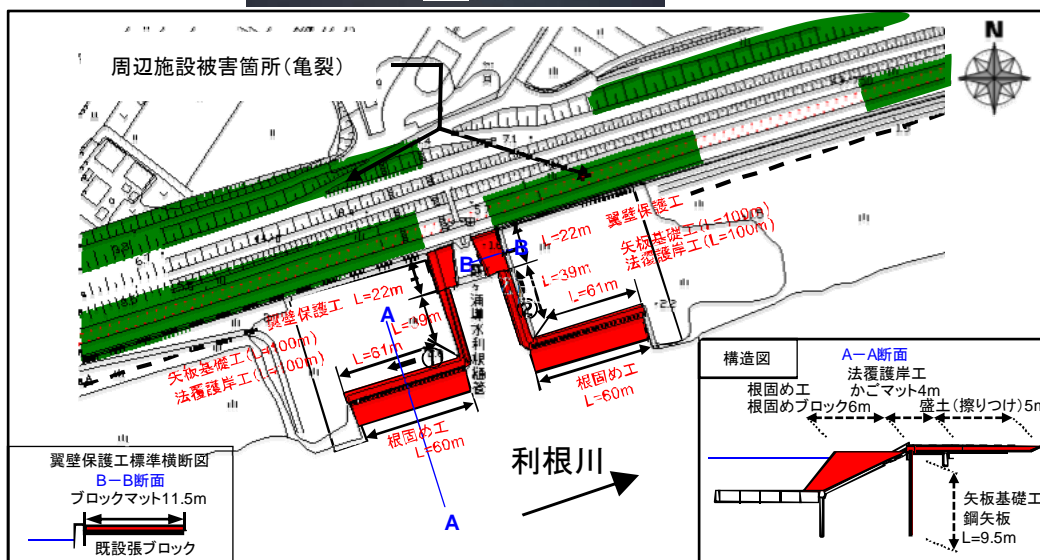 周辺施設被害箇所(亀裂)
N
翼壁保護工
L=22m
矢板基礎工(L=100m)
法覆護岸工(L=100m)
L=39m
L=61m
B
B
翼壁保護工 L=22m
L=39m
矢板基礎工(L=100m)
法覆護岸工(L=100m)
L=61m
A
根固め工
L=60m
根固め工
L=60m
利根川
A
翼壁保護工標準横断図
B-B断面
ブロックマット11.5m
既設張ブロック
構造図
A-A断面
法覆護岸工
根固め工 かごマット4m
根固めブロック6m 盛土(擦りつけ)5m
矢板基礎工
鋼矢板
L=9.5m